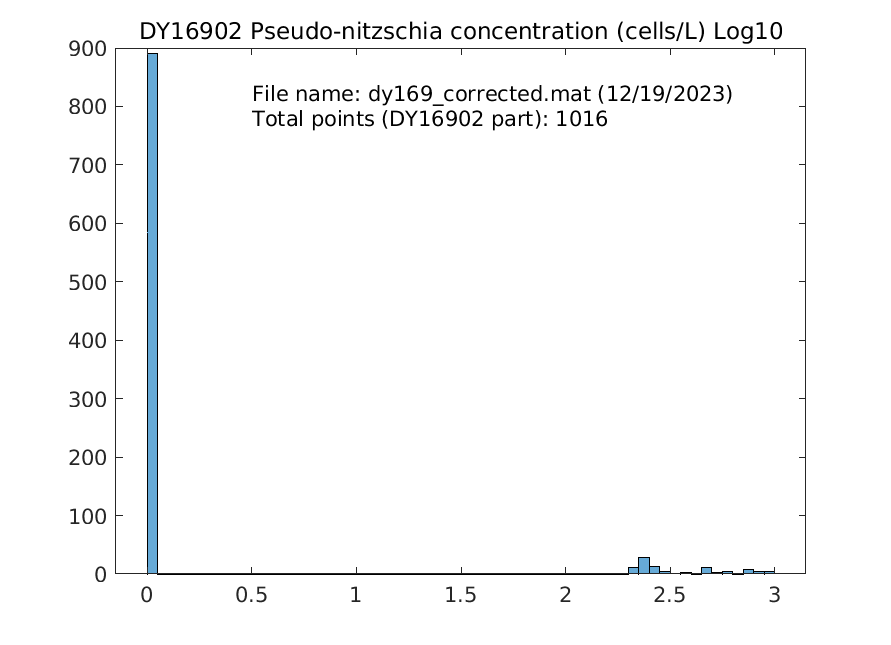 DY16902 Pseudo-nitzschia concentration (cells/L) Log10
900
File name: dy169_corrected.mat (12/19/2023)
800
Total points (DY16902 part): 1016
700
600
500
400
300
200
100
0
0 0.5 1 1.5 2 2.5 3